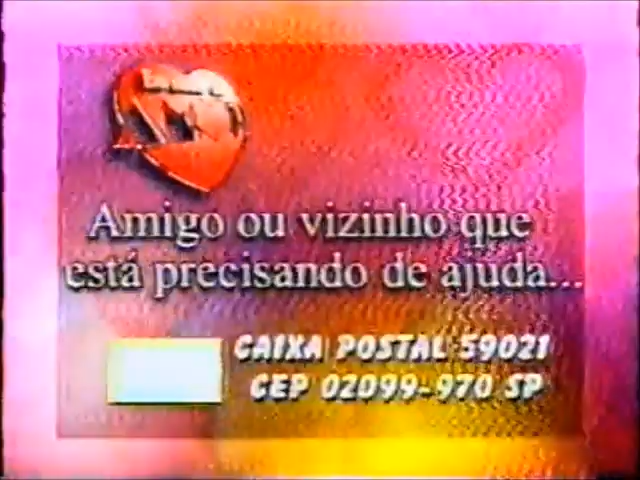 Amigo ou vizinho que
está precisando de ajuda...
CAIXA POSTAL 59021
CEP 02099-970 SP